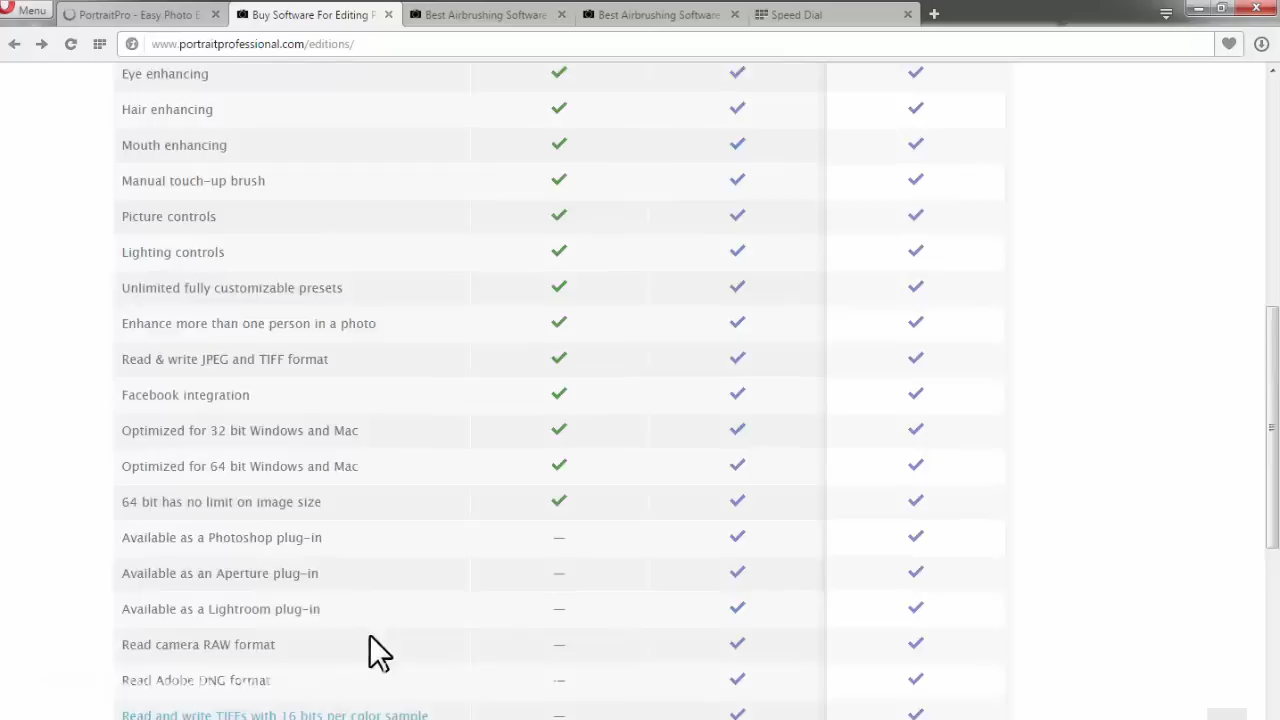 Menu
PortraitPro - Easy Photo E
Buy Software For Editing P
Best Airbrushing Software
Best Airbrushing Software
Speed Dial
www.portraitprofessional.com/editions/
Eye enhancing
Hair enhancing
Mouth enhancing
Manual touch-up brush
Picture controls
Lighting controls
Unlimited fully customizable presets
Enhance more than one person in a photo
Read & write JPEG and TIFF format
Facebook integration
Optimized for 32 bit Windows and Mac
Optimized for 64 bit Windows and Mac
64 bit has no limit on image size
Available as a Photoshop plug-in
Available as an Aperture plug-in
Available as a Lightroom plug-in
Read camera RAW format
Read Adobe DNG format
Read and write TIFFs with 16 bits per color sample